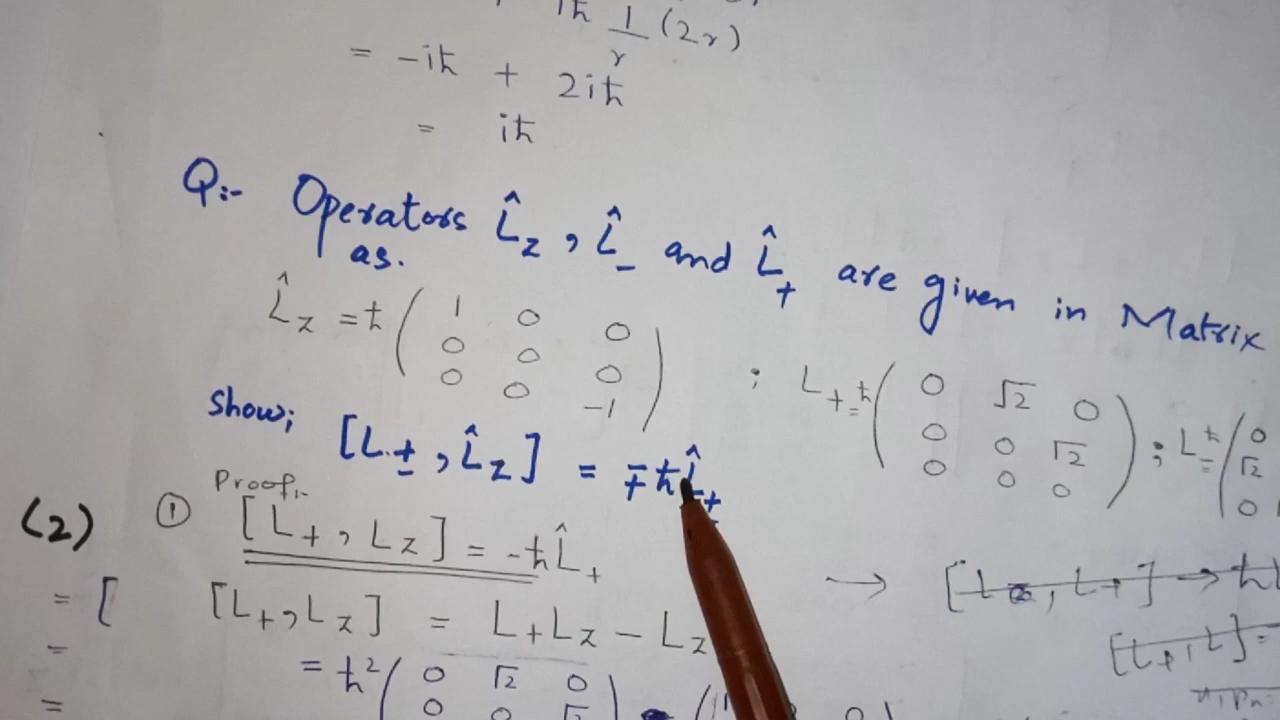 iħ 1/r (2r)
= -iħ + 2iħ
= iħ
Q:- Operators L̂z, L̂- and L̂+ are given in Matrix
as.
L̂z = ħ ( 1 0 0 ; L+ = ħ ( 0 √2 0 ) ; L- = ħ ( 0
0 0 0 0 0 √2 √2
0 0 -1 ) 0 0 0 0
Show; [L±, L̂z] = ∓ħL̂±
Proof:-
(2) ① [L+, Lz] = -ħL̂+ → [Lz, L+] → ħ
= [ [L+, Lz] = L+Lz - Lz [L+, L] =
= = ħ² ( 0 √2 0
= 0 0 √2 ) 0